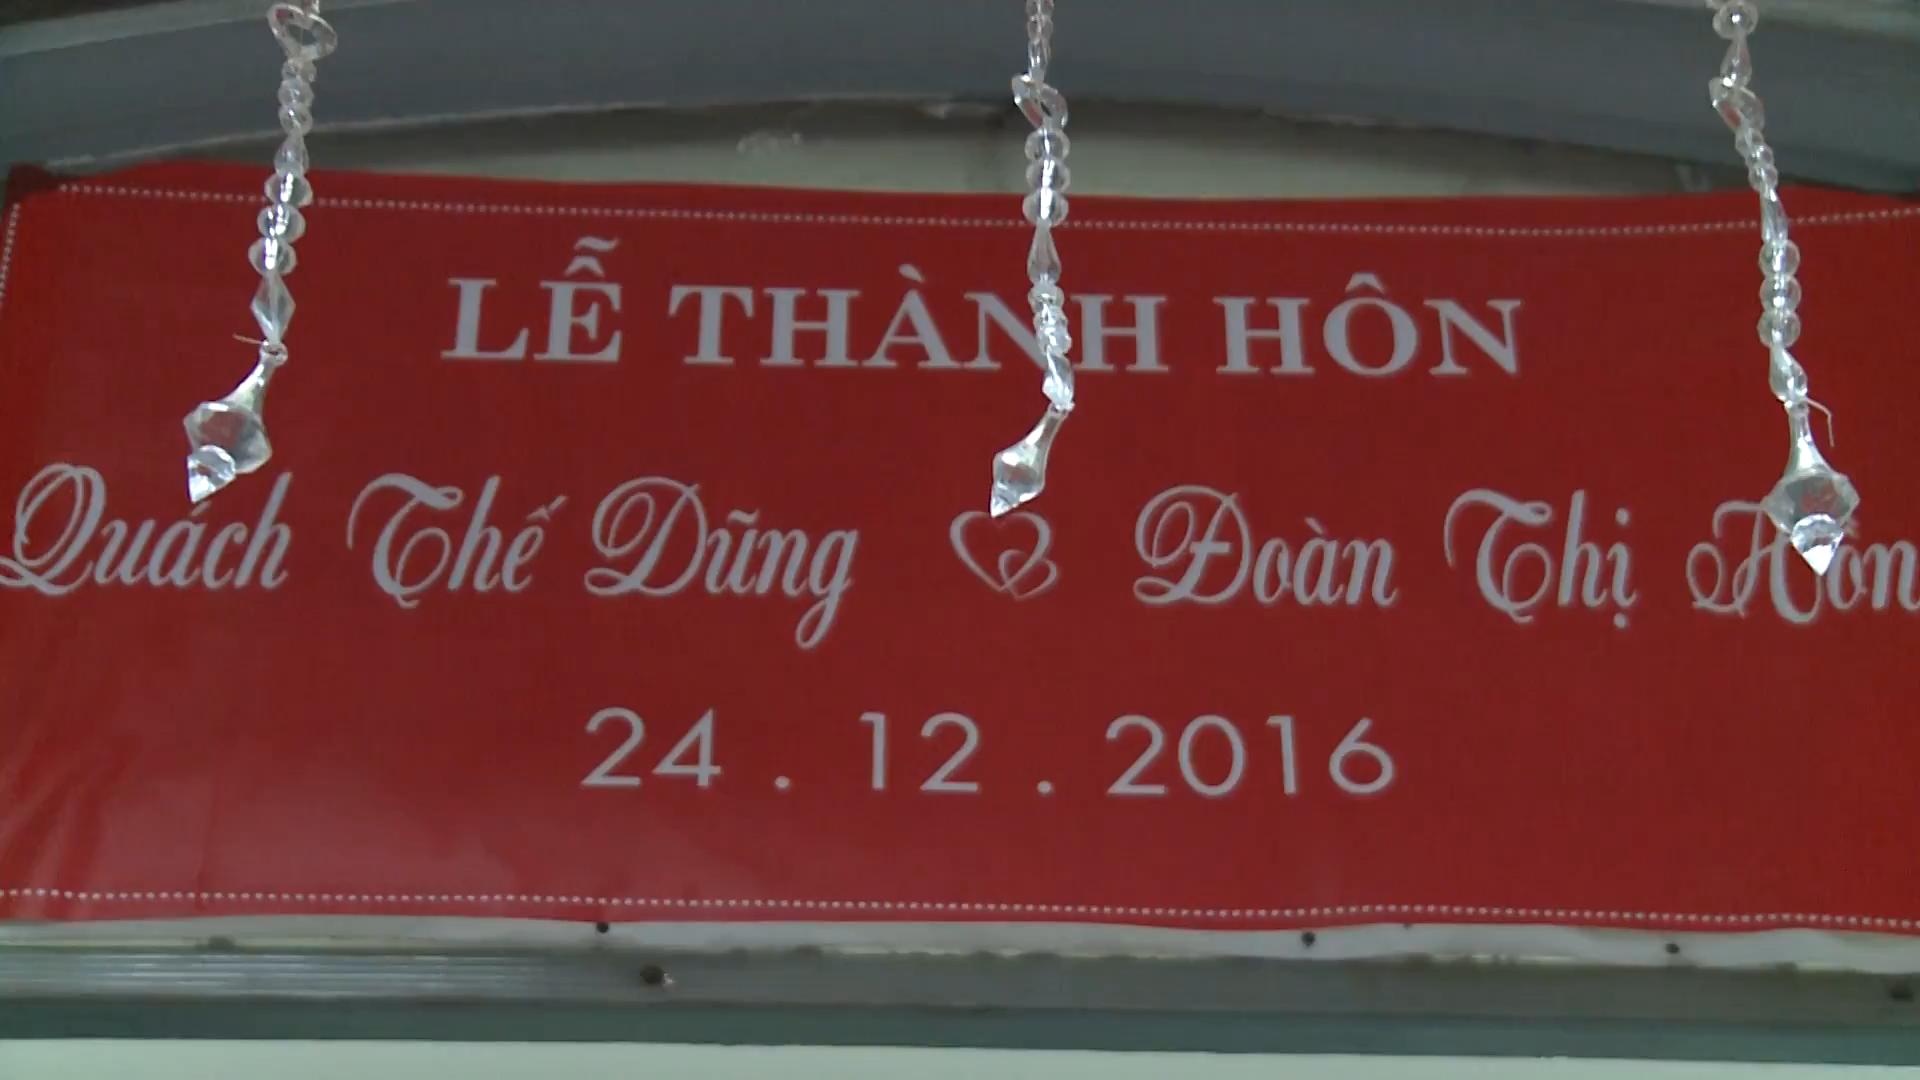 LỄ THÀNH HÔN
Quách Thế Dũng Đoàn Thị
24 . 12 . 2016